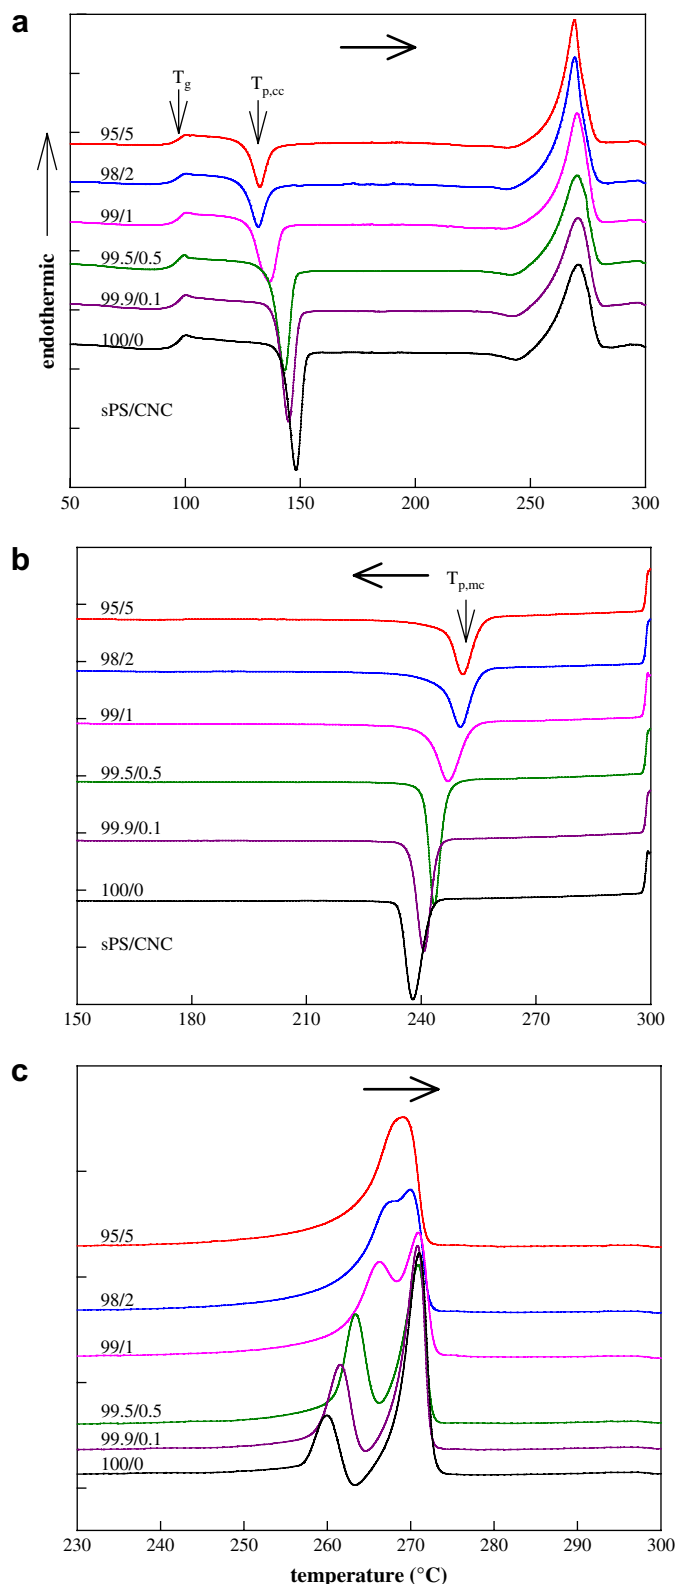 a
T_g
T_p,cc
95/5
98/2
99/1
99.5/0.5
99.9/0.1
100/0
sPS/CNC
endothermic
50 100 150 200 250 300
b
T_p,mc
95/5
98/2
99/1
99.5/0.5
99.9/0.1
100/0
sPS/CNC
150 180 210 240 270 300
c
95/5
98/2
99/1
99.5/0.5
99.9/0.1
100/0
230 240 250 260 270 280 290 300
temperature (°C)